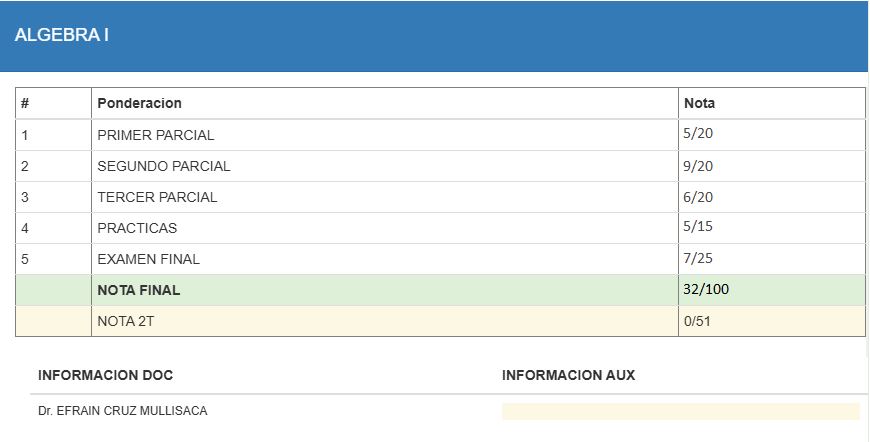 ALGEBRA I
# Ponderacion Nota
1 PRIMER PARCIAL 5/20
2 SEGUNDO PARCIAL 9/20
3 TERCER PARCIAL 6/20
4 PRACTICAS 5/15
5 EXAMEN FINAL 7/25
NOTA FINAL 32/100
NOTA 2T 0/51
INFORMACION DOC INFORMACION AUX
Dr. EFRAIN CRUZ MULLISACA